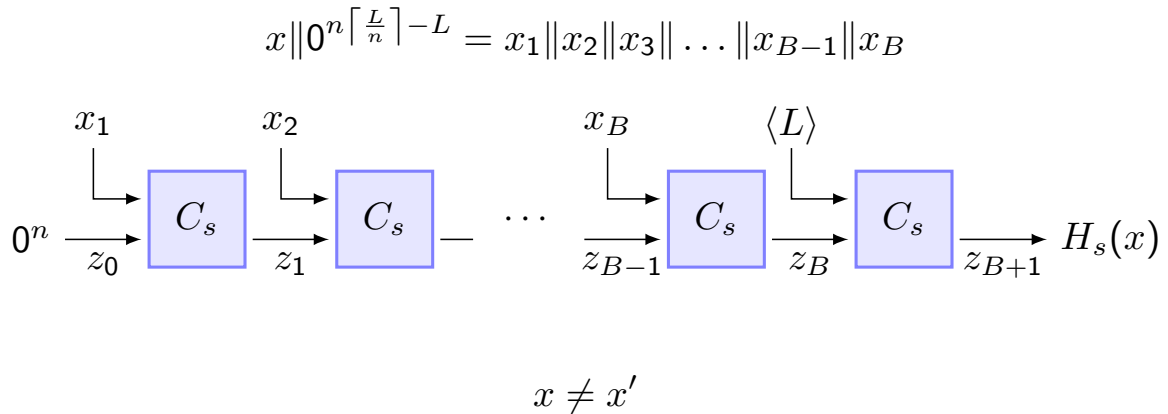 x‖0^{n⌈L/n⌉−L} = x_1‖x_2‖x_3‖…‖x_{B−1}‖x_B
x_1 x_2 x_B ⟨L⟩
C_s C_s ⋯ C_s C_s
0^n z_0 z_1 z_{B−1} z_B z_{B+1} H_s(x)
x ≠ x′